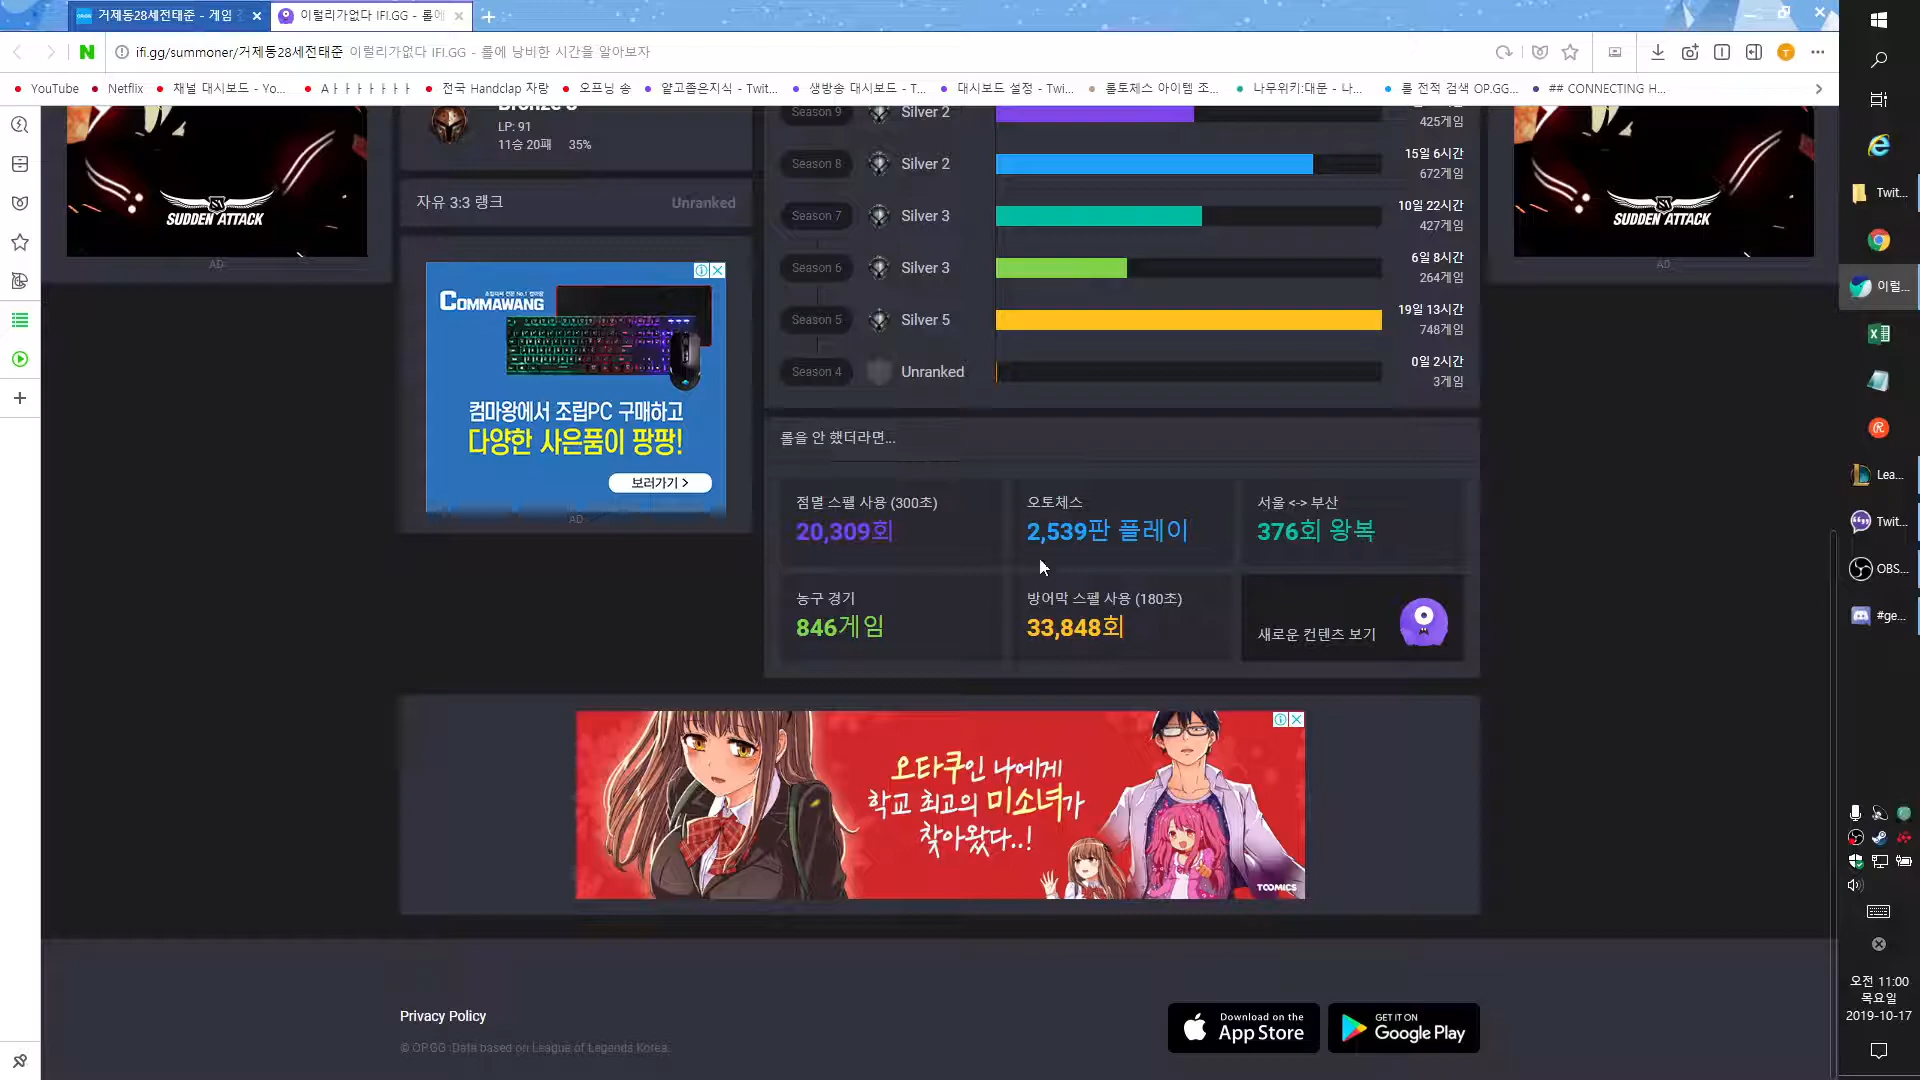 거제동28세전태준 - 게임
이럴리가없다 IFI.GG - 롤에
ifi.gg/summoner/거제동28세전태준 이럴리가없다 IFI.GG - 롤에 낭비한 시간을 알아보자
YouTube
Netflix
채널 대시보드 - Yo...
Aㅏㅏㅏㅏㅏㅏㅏ
전국 Handclap 자랑
오프닝 송
얕고좁은지식 - Twit...
생방송 대시보드 - T...
대시보드 설정 - Twi...
롤토체스 아이템 조...
나무위키:대문 - 나...
롤 전적 검색 OP.GG...
## CONNECTING H...
LP: 91
11승 20패 35%
자유 3:3 랭크
Unranked
SUDDEN ATTACK
AD
COMMAWANG
컴마왕에서 조립PC 구매하고
다양한 사은품이 팡팡!
보러가기 >
AD
Season 9 Silver 2
425게임
Season 8 Silver 2 15일 6시간
672게임
Season 7 Silver 3 10일 22시간
427게임
Season 6 Silver 3 6일 8시간
264게임
Season 5 Silver 5 19일 13시간
748게임
Season 4 Unranked 0일 2시간
3게임
롤을 안 했더라면...
점멸 스펠 사용 (300초)
20,309회
오토체스
2,539판 플레이
서울 <-> 부산
376회 왕복
농구 경기
846게임
방어막 스펠 사용 (180초)
33,848회
새로운 컨텐츠 보기
SUDDEN ATTACK
AD
오타쿠인 나에게
학교 최고의 미소녀가
찾아왔다..!
TOOMICS
Privacy Policy
© OP.GG. Data based on League of Legends Korea.
Download on the
App Store
GET IT ON
Google Play
Twit...
이럴...
Lea...
Twit...
OBS...
#ge...
오전 11:00
목요일
2019-10-17